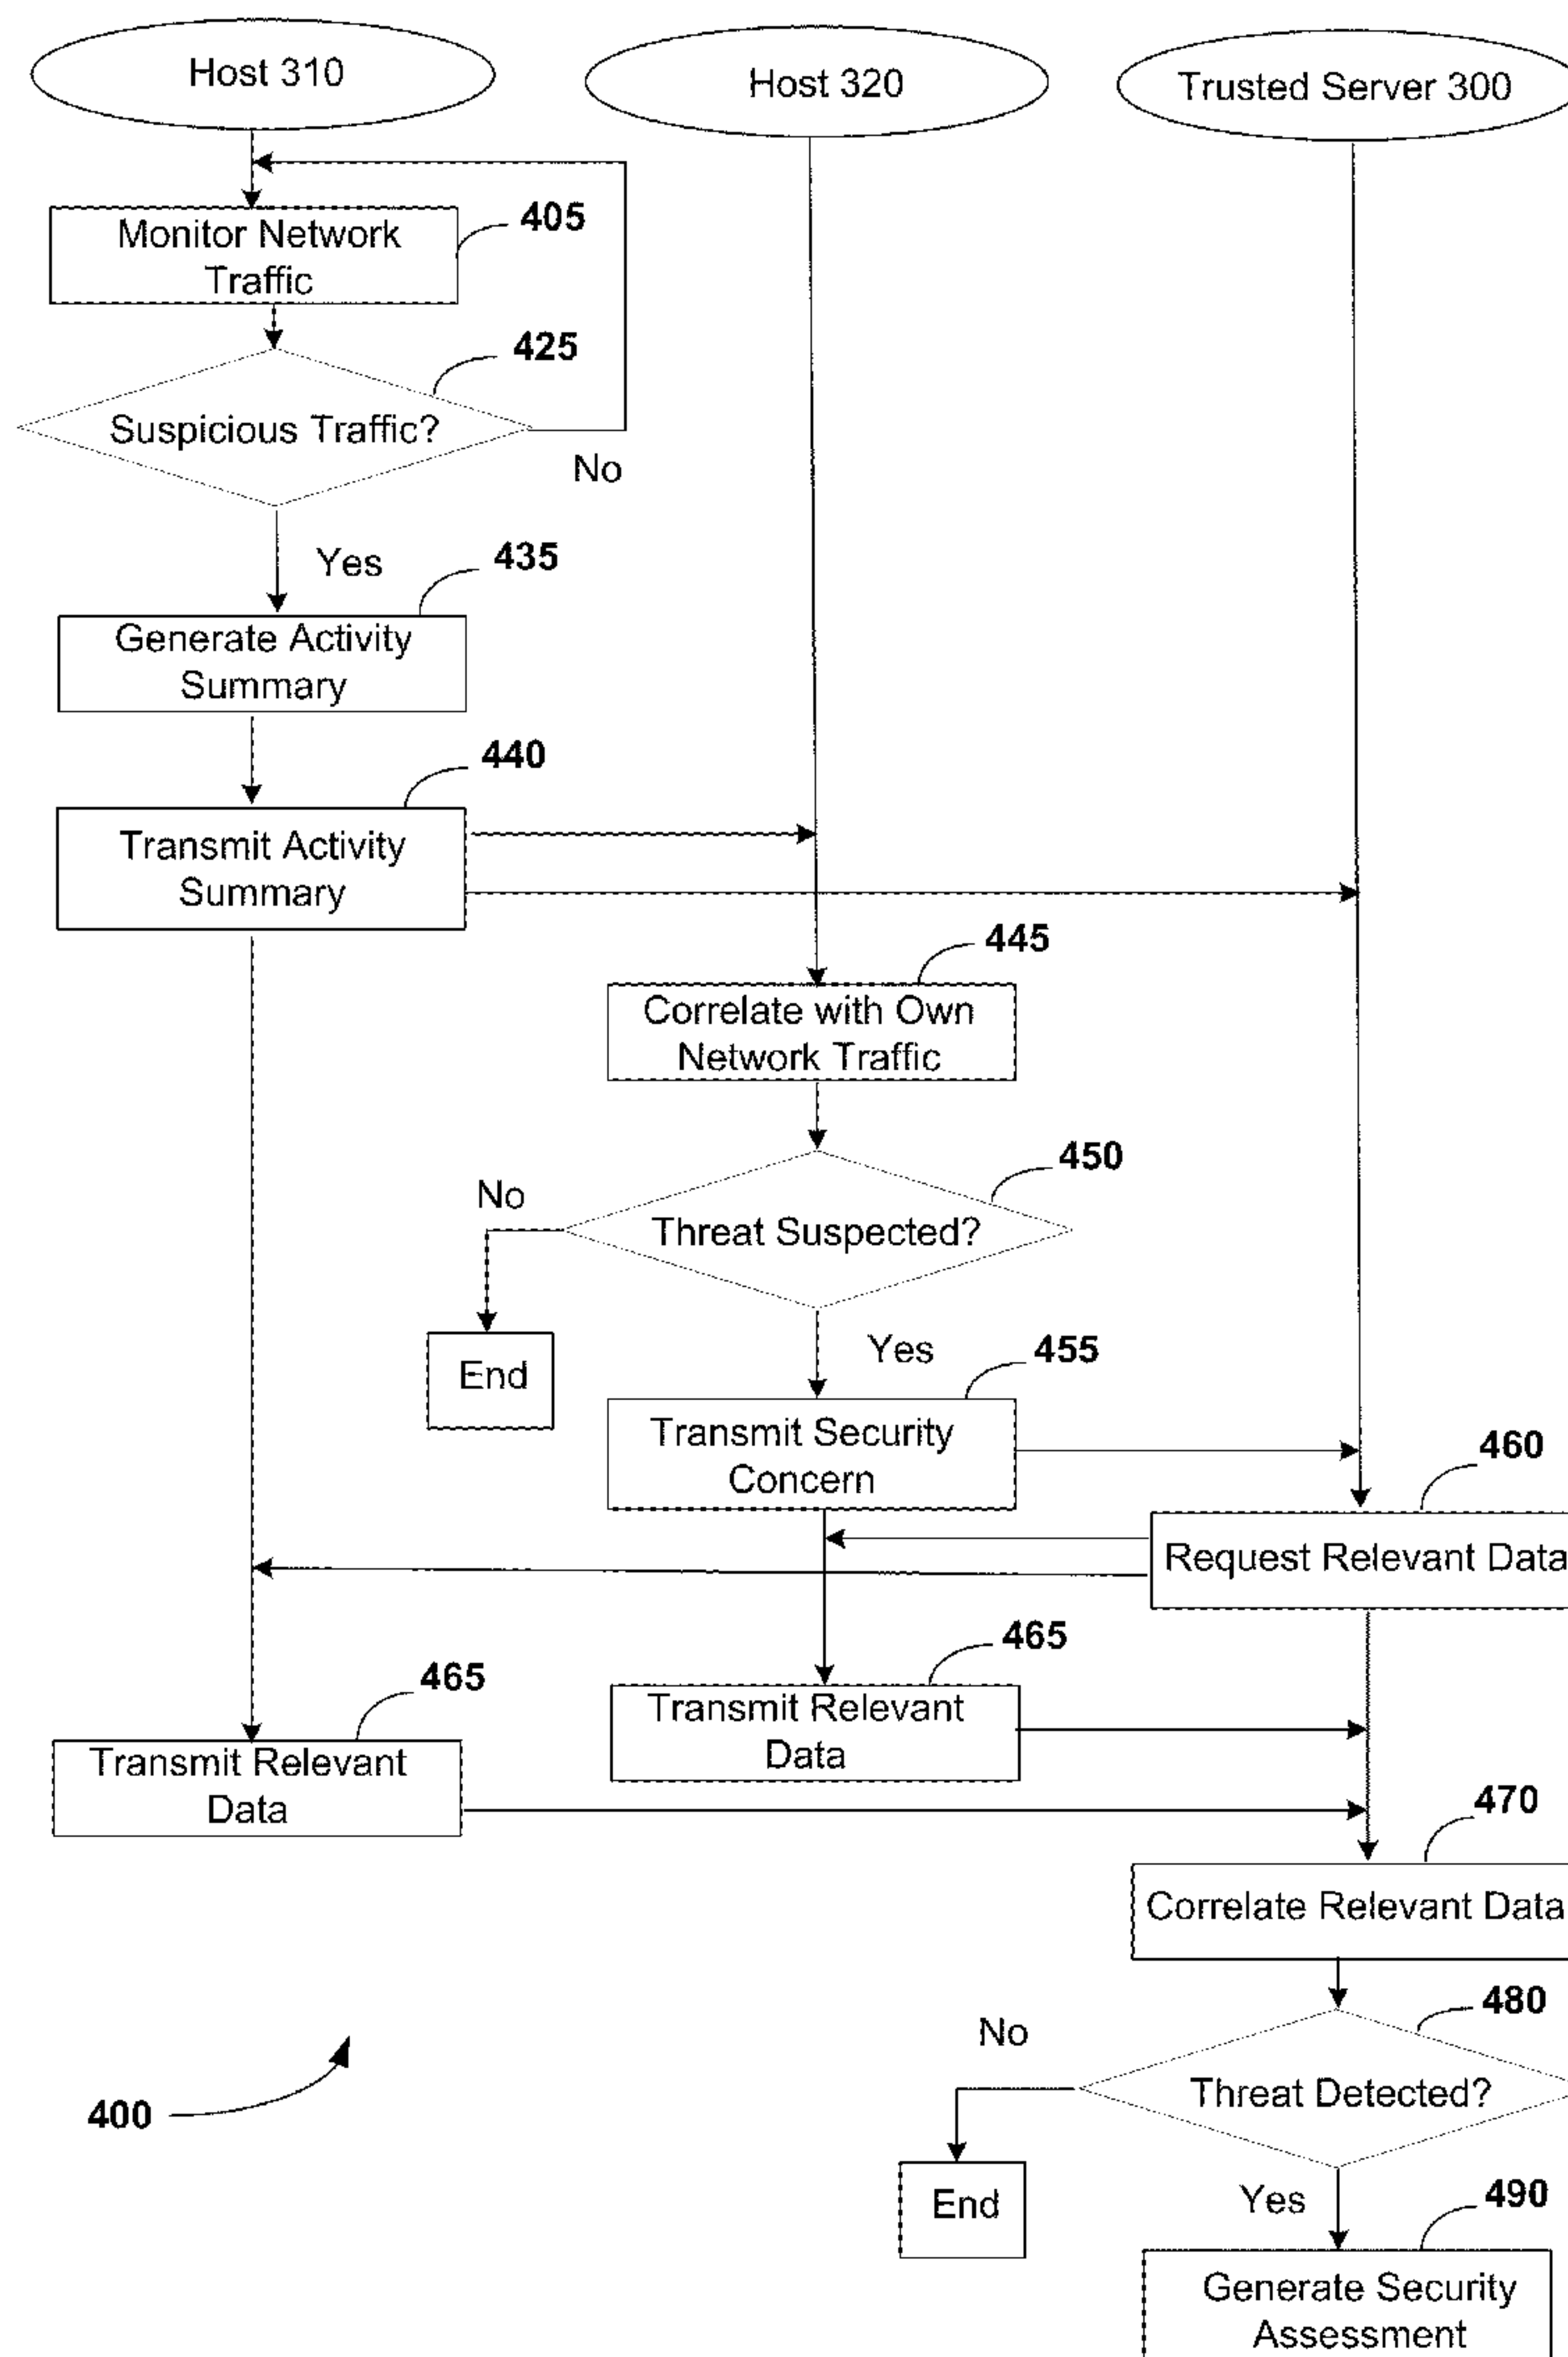 Host 310
Host 320
Trusted Server 300
Monitor Network
Traffic
405
425
Suspicious Traffic?
No
Yes
435
Generate Activity
Summary
440
Transmit Activity
Summary
445
Correlate with Own
Network Traffic
450
No
Threat Suspected?
Yes
455
End
Transmit Security
Concern
460
Request Relevant Data
465
Transmit Relevant
Data
465
Transmit Relevant
Data
470
Correlate Relevant Data
480
No
Threat Detected?
400
End
Yes
490
Generate Security
Assessment